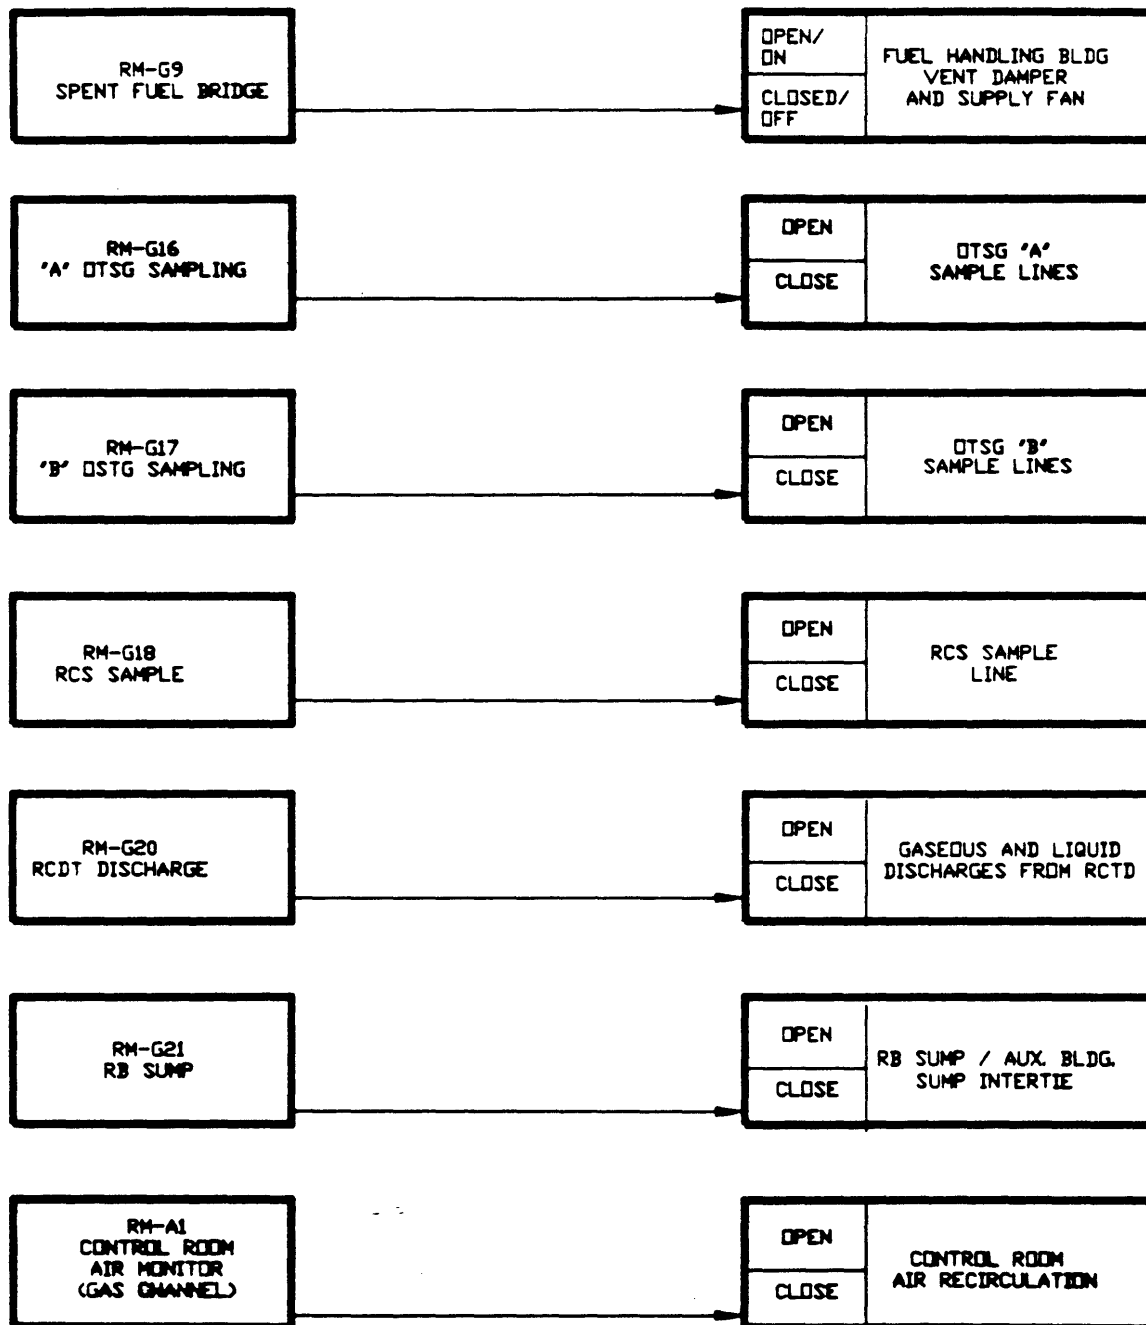 RM-G9
SPENT FUEL BRIDGE
OPEN/
ON
CLOSED/
OFF
FUEL HANDLING BLDG
VENT DAMPER
AND SUPPLY FAN
RM-G16
'A' OTSG SAMPLING
OPEN
CLOSE
OTSG 'A'
SAMPLE LINES
RM-G17
'B' OSTG SAMPLING
OPEN
CLOSE
OTSG 'B'
SAMPLE LINES
RM-G18
RCS SAMPLE
OPEN
CLOSE
RCS SAMPLE
LINE
RM-G20
RCDT DISCHARGE
OPEN
CLOSE
GASEOUS AND LIQUID
DISCHARGES FROM RCTD
RM-G21
RB SUMP
OPEN
CLOSE
RB SUMP / AUX. BLDG.
SUMP INTERTIE
RM-A1
CONTROL ROOM
AIR MONITOR
(GAS CHANNEL)
OPEN
CLOSE
CONTROL ROOM
AIR RECIRCULATION